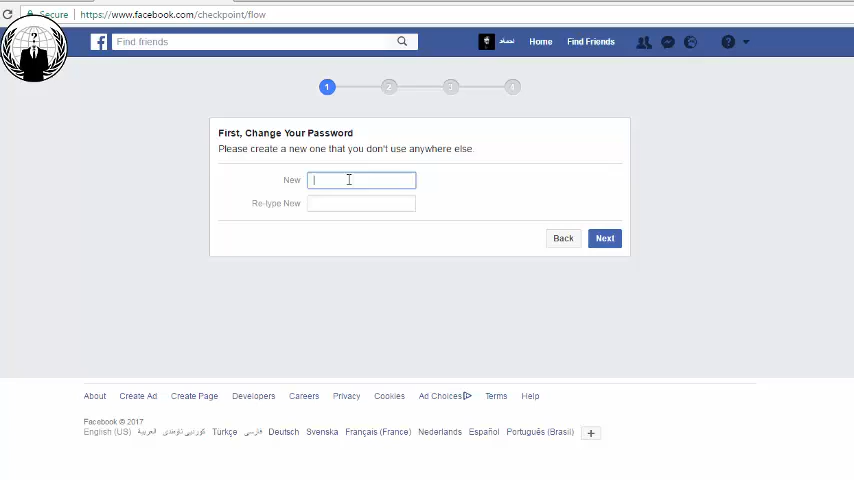 Secure https://www.facebook.com/checkpoint/flow
f Find friends Home Find Friends ?
1 2 3 4
First, Change Your Password
Please create a new one that you don't use anywhere else.
New
Re-type New
Back Next
About Create Ad Create Page Developers Careers Privacy Cookies Ad Choices Terms Help
Facebook © 2017
English (US) العربية کوردیی ناوەندی Türkçe فارسی Deutsch Svenska Français (France) Nederlands Español Português (Brasil) +